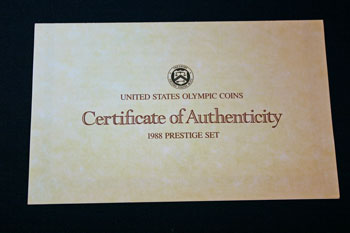 UNITED STATES OLYMPIC COINS
Certificate of Authenticity
1988 PRESTIGE SET